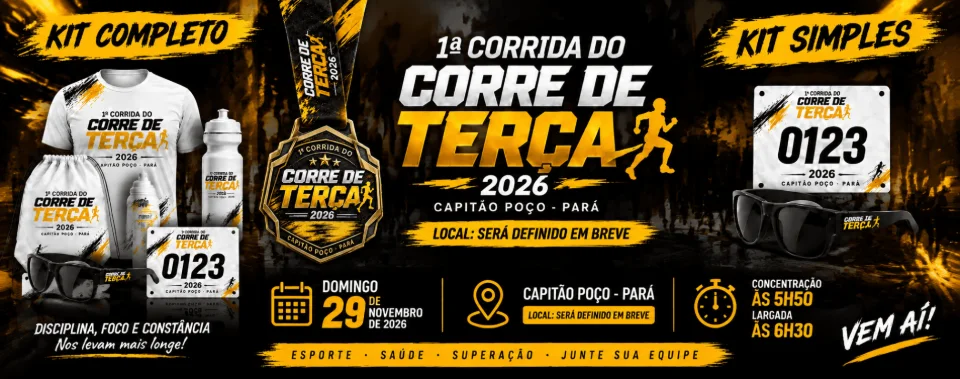 KIT COMPLETO
1ª CORRIDA DO
CORRE DE
TERÇA
2026
CAPITÃO POÇO - PARÁ
1ª CORRIDA DO
CORRE DE
TERÇA
2026
CAPITÃO POÇO - PARÁ
CORRE DE
TERÇA
CORRE DE
TERÇA
1ª CORRIDA DO
CORRE DE
TERÇA
0123
2026
CAPITÃO POÇO - PARÁ
DISCIPLINA, FOCO E CONSTÂNCIA
Nos levam mais longe!
CORRE DE
TERÇA
2026
1ª CORRIDA DO
CORRE DE
TERÇA
2026
CAPITÃO POÇO - PARÁ
1ª CORRIDA DO
CORRE DE
TERÇA
2026
CAPITÃO POÇO - PARÁ
LOCAL: SERÁ DEFINIDO EM BREVE
KIT SIMPLES
1ª CORRIDA DO
CORRE DE
TERÇA
0123
2026
CAPITÃO POÇO - PARÁ
CORRE DE
TERÇA
DOMINGO
29 DE NOVEMBRO
DE 2026
CAPITÃO POÇO - PARÁ
LOCAL: SERÁ DEFINIDO EM BREVE
CONCENTRAÇÃO
ÀS 5H50
LARGADA
ÀS 6H30
VEM AÍ!
ESPORTE · SAÚDE · SUPERAÇÃO · JUNTE SUA EQUIPE